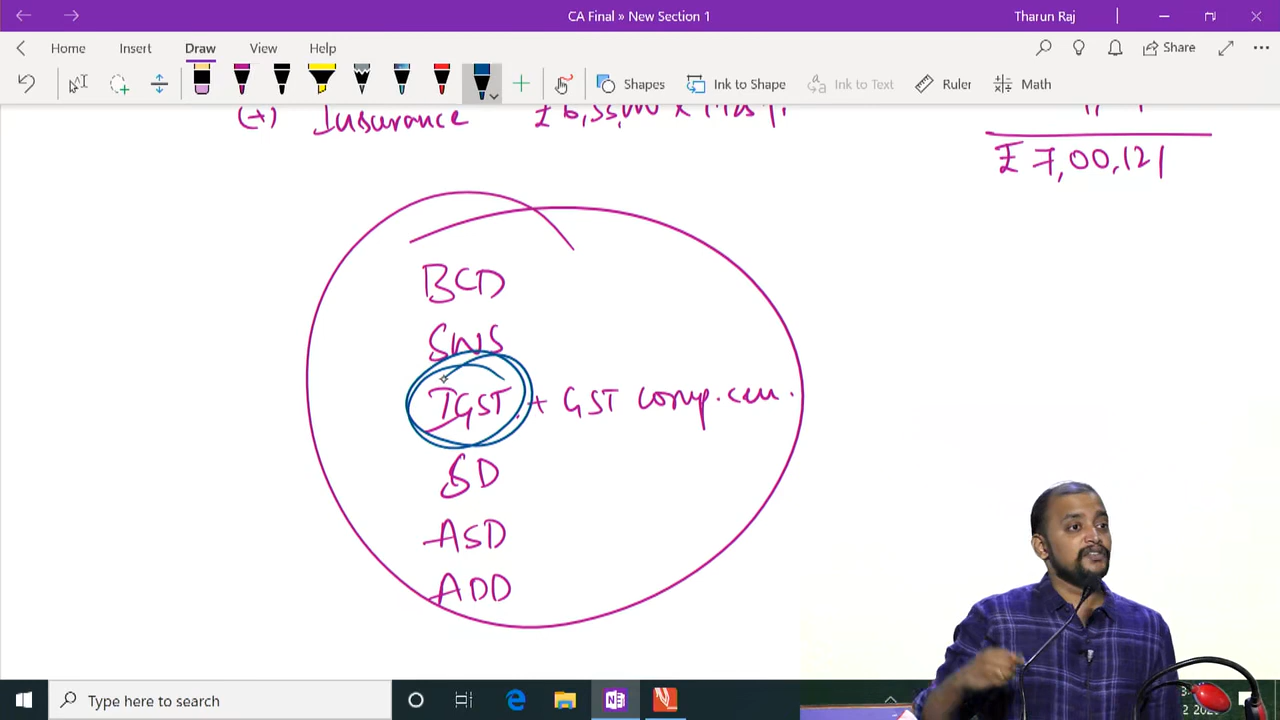 CA Final » New Section 1
Tharun Raj
Home Insert Draw View Help
Share
Shapes
Ink to Shape
Ink to Text
Ruler
Math
(+) Insurance
₹ 7,00,121
BCD
SWS
IGST + GST comp. cess.
SD
ASD
ADD
Type here to search